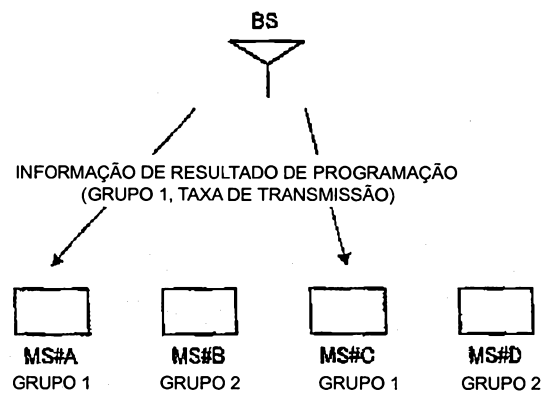 BS
INFORMAÇÃO DE RESULTADO DE PROGRAMAÇÃO
(GRUPO 1, TAXA DE TRANSMISSÃO)
MS#A MS#B MS#C MS#D
GRUPO 1 GRUPO 2 GRUPO 1 GRUPO 2